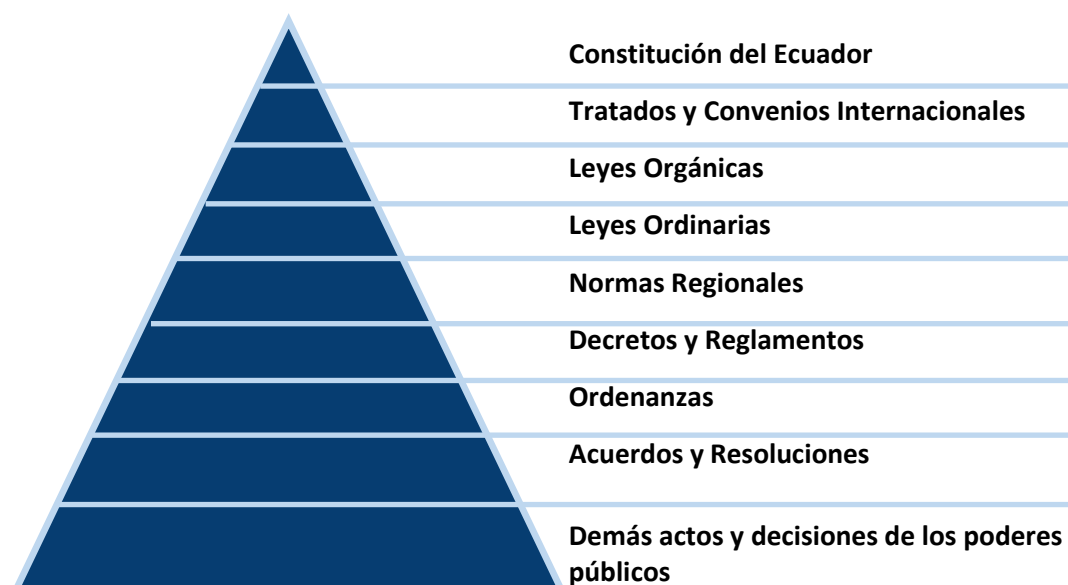 Constitución del Ecuador
Tratados y Convenios Internacionales
Leyes Orgánicas
Leyes Ordinarias
Normas Regionales
Decretos y Reglamentos
Ordenanzas
Acuerdos y Resoluciones
Demás actos y decisiones de los poderes
públicos